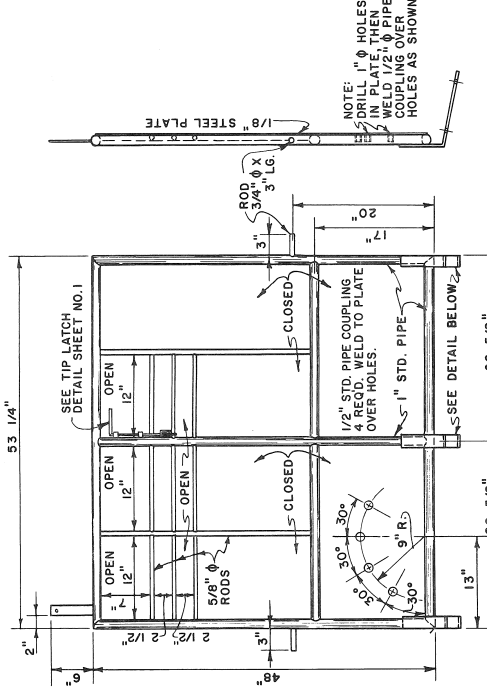 53 1/4"
2"
6"
SEE TIP LATCH
DETAIL SHEET NO.1
OPEN
12"
OPEN
12"
OPEN
12"
7"
2 1/2"
2 1/2"
5/8" ϕ
RODS
OPEN
CLOSED
CLOSED
3"
3"
ROD
3/4" ϕ X
3" LG.
48"
20"
17"
1/2" STD. PIPE COUPLING
4 REQ'D. WELD TO PLATE
OVER HOLES.
1" STD. PIPE
SEE DETAIL BELOW
30°
30°
30°
30°
9" R.
13"
1/8" STEEL PLATE
NOTE:
DRILL 1" ϕ HOLES
IN PLATE, THEN
WELD 1/2" ϕ PIPE
COUPLING OVER
HOLES AS SHOWN